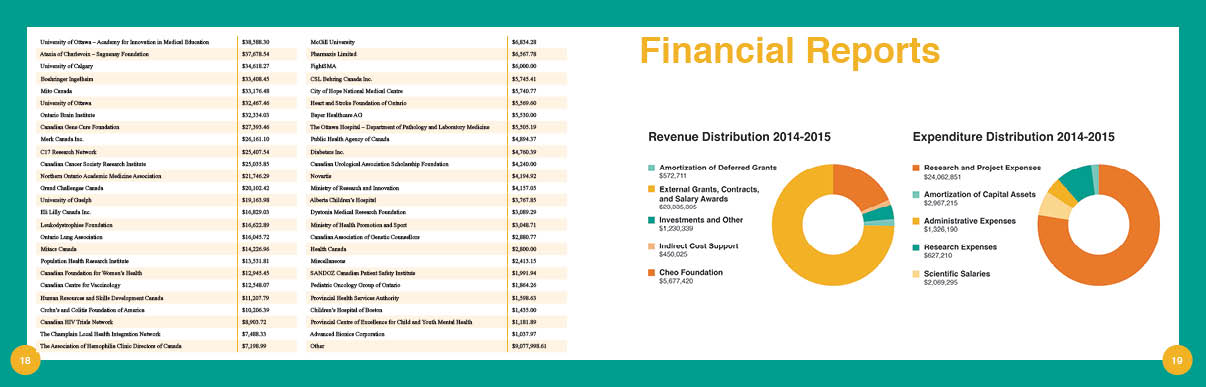 University of Ottawa – Academy for Innovation in Medical Education $38,588.30
Ataxia of Charlevoix – Saguenay Foundation $37,678.54
University of Calgary $34,618.27
Boehringer Ingelheim $33,408.45
Mito Canada $33,176.48
University of Ottawa $32,467.46
Ontario Brain Institute $32,334.03
Canadian Gene Cure Foundation $27,393.46
Merk Canada Inc. $26,161.10
C17 Research Network $25,407.54
Canadian Cancer Society Research Institute $25,035.85
Northern Ontario Academic Medicine Association $21,746.29
Grand Challenges Canada $20,102.42
University of Guelph $19,163.98
Eli Lilly Canada Inc. $16,829.03
Leukodystrophies Foundation $16,622.89
Ontario Lung Association $16,045.72
Mitacs Canada $14,226.96
Population Health Research Institute $13,531.81
Canadian Foundation for Women's Health $12,945.45
Canadian Centre for Vaccinology $12,548.07
Human Resources and Skills Development Canada $11,207.79
Crohn's and Colitis Foundation of America $10,206.39
Canadian HIV Trials Network $8,903.72
The Champlain Local Health Integration Network $7,488.33
The Association of Hemophilia Clinic Directors of Canada $7,198.99
McGill University $6,834.28
Pharmaxis Limited $6,567.78
FightSMA $6,000.00
CSL Behring Canada Inc. $5,745.41
City of Hope National Medical Centre $5,740.77
Heart and Stroke Foundation of Ontario $5,569.60
Bayer Healthcare AG $5,530.00
The Ottawa Hospital – Department of Pathology and Laboratory Medicine $5,505.19
Public Health Agency of Canada $4,894.37
Diabetics Inc. $4,760.39
Canadian Urological Association Scholarship Foundation $4,240.00
Novartis $4,194.92
Ministry of Research and Innovation $4,157.05
Alberta Children's Hospital $3,767.85
Dystonia Medical Research Foundation $3,089.29
Ministry of Health Promotion and Sport $3,048.71
Canadian Association of Genetic Counsellors $2,880.77
Health Canada $2,800.00
Miscellaneous $2,413.15
SANDOZ Canadian Patient Safety Institute $1,991.94
Pediatric Oncology Group of Ontario $1,864.26
Provincial Health Services Authority $1,598.63
Children's Hospital of Boston $1,435.00
Provincial Centre of Excellence for Child and Youth Mental Health $1,181.89
Advanced Bionics Corporation $1,037.97
Other $9,077,998.61
18
Financial Reports
Revenue Distribution 2014-2015
Amortization of Deferred Grants
$572,711
External Grants, Contracts,
and Salary Awards
Investments and Other
$1,230,339
Indirect Cost Support
$450,025
Cheo Foundation
$5,677,420
Expenditure Distribution 2014-2015
Research and Project Expenses
$24,062,851
Amortization of Capital Assets
$2,967,215
Administrative Expenses
$1,326,190
Research Expenses
$627,210
Scientific Salaries
$2,069,295
19